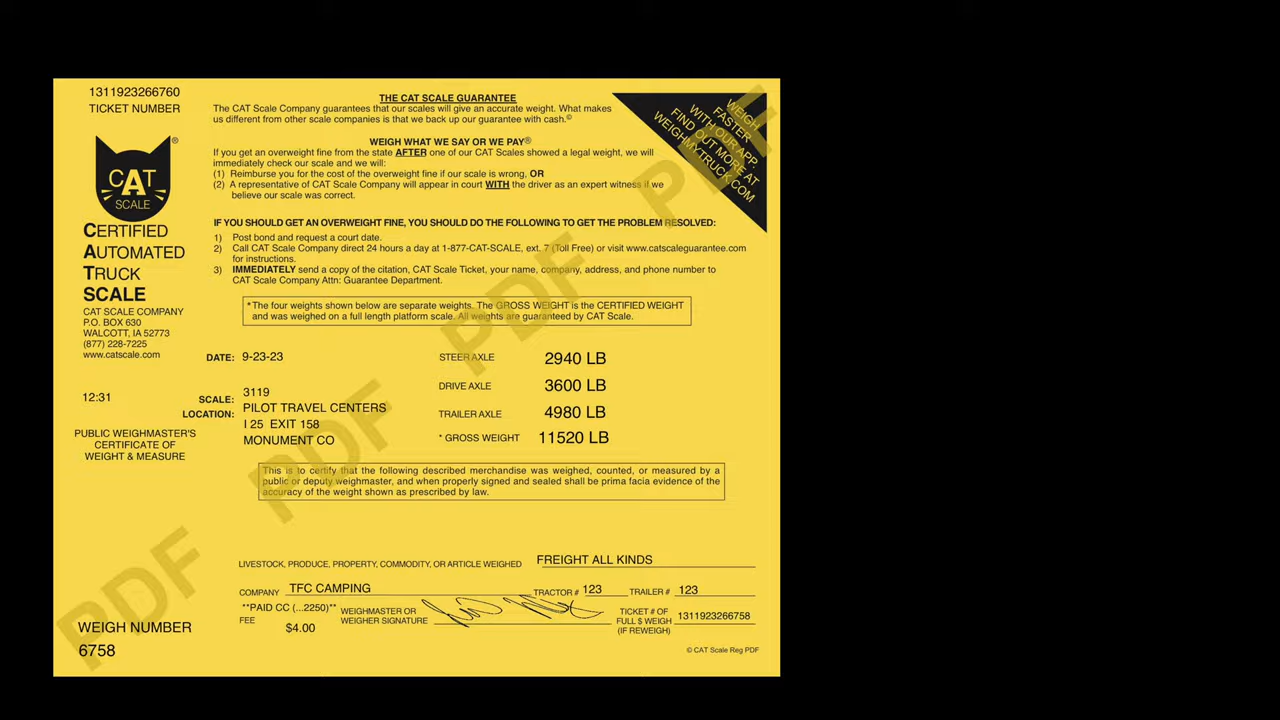 1311923266760
TICKET NUMBER
THE CAT SCALE GUARANTEE
The CAT Scale Company guarantees that our scales will give an accurate weight. What makes
us different from other scale companies is that we back up our guarantee with cash.©
WEIGH WHAT WE SAY OR WE PAY®
If you get an overweight fine from the state AFTER one of our CAT Scales showed a legal weight, we will
immediately check our scale and we will:
(1) Reimburse you for the cost of the overweight fine if our scale is wrong, OR
(2) A representative of CAT Scale Company will appear in court WITH the driver as an expert witness if we
believe our scale was correct.
WEIGH
FASTER
WITH OUR APP
FIND OUT MORE AT
WEIGHMYTRUCK.COM
CAT
SCALE
®
CERTIFIED
AUTOMATED
TRUCK
SCALE
CAT SCALE COMPANY
P.O. BOX 630
WALCOTT, IA 52773
(877) 228-7225
www.catscale.com
IF YOU SHOULD GET AN OVERWEIGHT FINE, YOU SHOULD DO THE FOLLOWING TO GET THE PROBLEM RESOLVED:
1) Post bond and request a court date.
2) Call CAT Scale Company direct 24 hours a day at 1-877-CAT-SCALE, ext. 7 (Toll Free) or visit www.catscaleguarantee.com
for instructions.
3) IMMEDIATELY send a copy of the citation, CAT Scale Ticket, your name, company, address, and phone number to
CAT Scale Company Attn: Guarantee Department.
* The four weights shown below are separate weights. The GROSS WEIGHT is the CERTIFIED WEIGHT
and was weighed on a full length platform scale. All weights are guaranteed by CAT Scale.
DATE: 9-23-23
STEER AXLE 2940 LB
DRIVE AXLE 3600 LB
TRAILER AXLE 4980 LB
* GROSS WEIGHT 11520 LB
12:31
SCALE: 3119
LOCATION: PILOT TRAVEL CENTERS
I 25 EXIT 158
MONUMENT CO
PUBLIC WEIGHMASTER'S
CERTIFICATE OF
WEIGHT & MEASURE
This is to certify that the following described merchandise was weighed, counted, or measured by a
public or deputy weighmaster, and when properly signed and sealed shall be prima facia evidence of the
accuracy of the weight shown as prescribed by law.
LIVESTOCK, PRODUCE, PROPERTY, COMMODITY, OR ARTICLE WEIGHED FREIGHT ALL KINDS
COMPANY TFC CAMPING TRACTOR # 123 TRAILER # 123
**PAID CC (...2250)**
FEE $4.00
WEIGHMASTER OR
WEIGHER SIGNATURE
TICKET # OF
FULL $ WEIGH
(IF REWEIGH)
1311923266758
WEIGH NUMBER
6758
© CAT Scale Reg PDF
PDF PDF PDF PDF